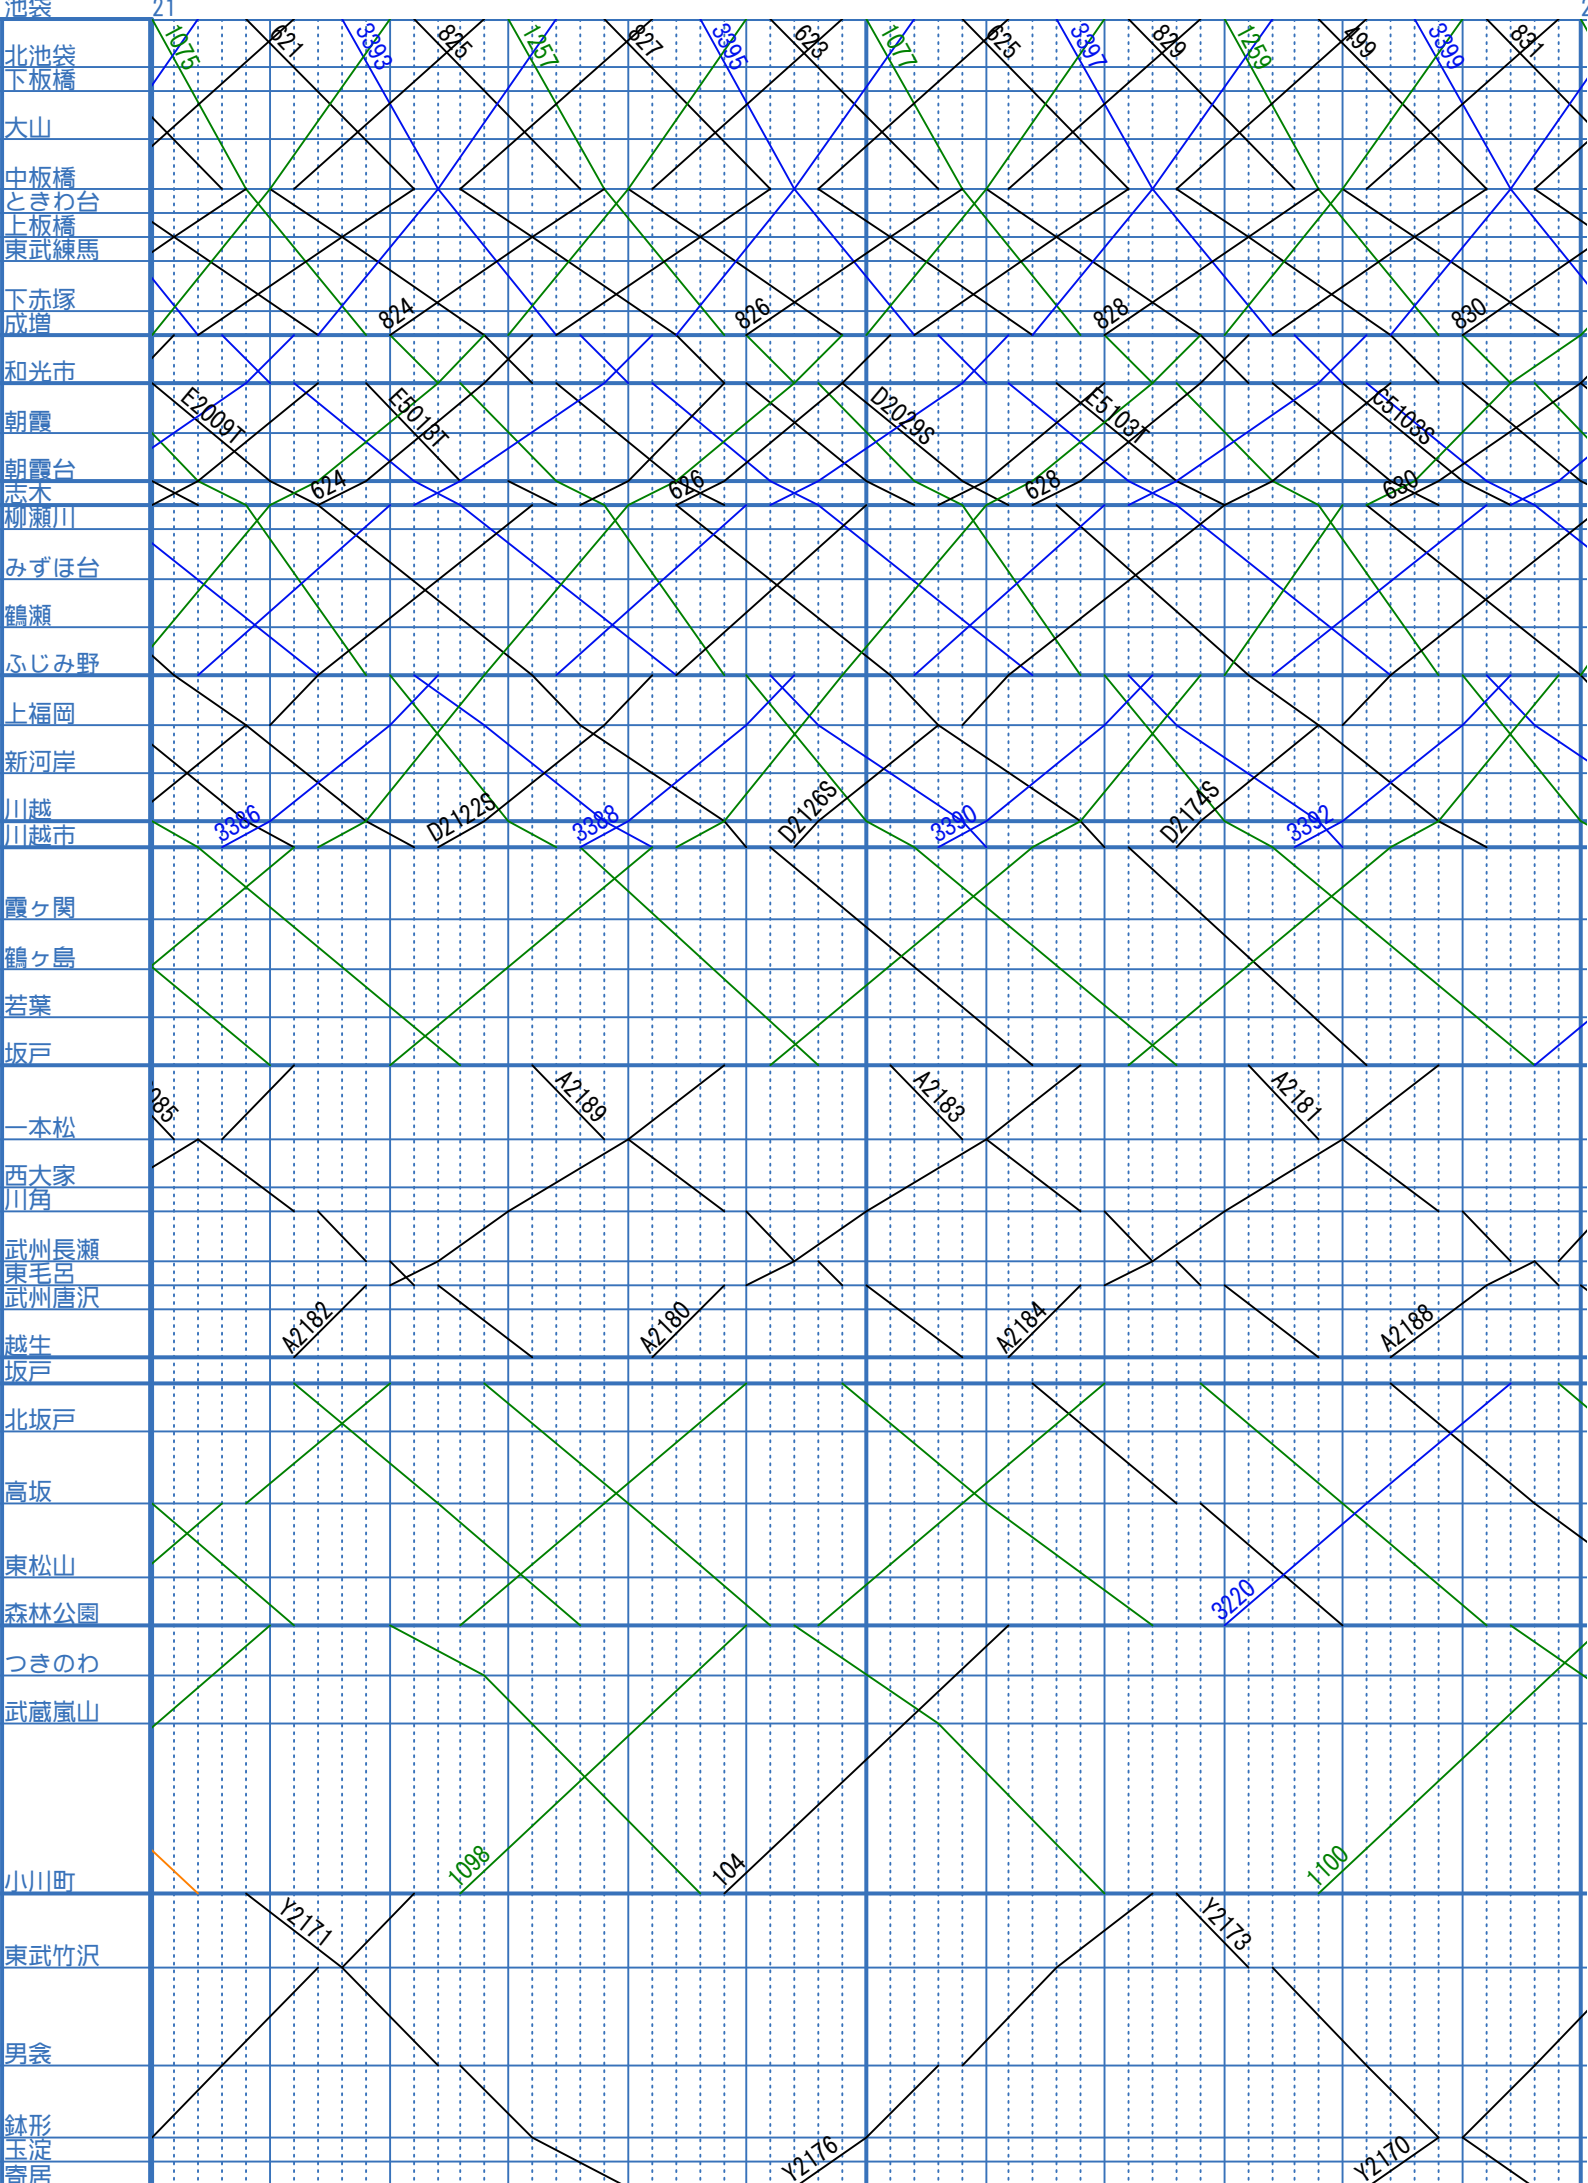 池袋 21 2
1075 621 3393 825 1257 827 3395 623 1077 625 3397 829 1259 499 3399 831
北池袋
下板橋
大山
中板橋
ときわ台
上板橋
東武練馬
下赤塚
成増 824 826 828 830
和光市
E2009T E5013T D2029S E5103T C5103S
朝霞
朝霞台
志木 624 626 628 630
柳瀬川
みずほ台
鶴瀬
ふじみ野
上福岡
新河岸
川越
3386 D2122S 3388 D2126S 3390 D2174S 3392
川越市
霞ヶ関
鶴ヶ島
若葉
坂戸
085 A2189 A2183 A2181
一本松
西大家
川角
武州長瀬
東毛呂
武州唐沢
A2182 A2180 A2184 A2188
越生
坂戸
北坂戸
高坂
東松山
森林公園 3220
つきのわ
武蔵嵐山
小川町 1098 104 1100
Y2171 Y2173
東武竹沢
男衾
鉢形
玉淀 Y2176 Y2170
寄居